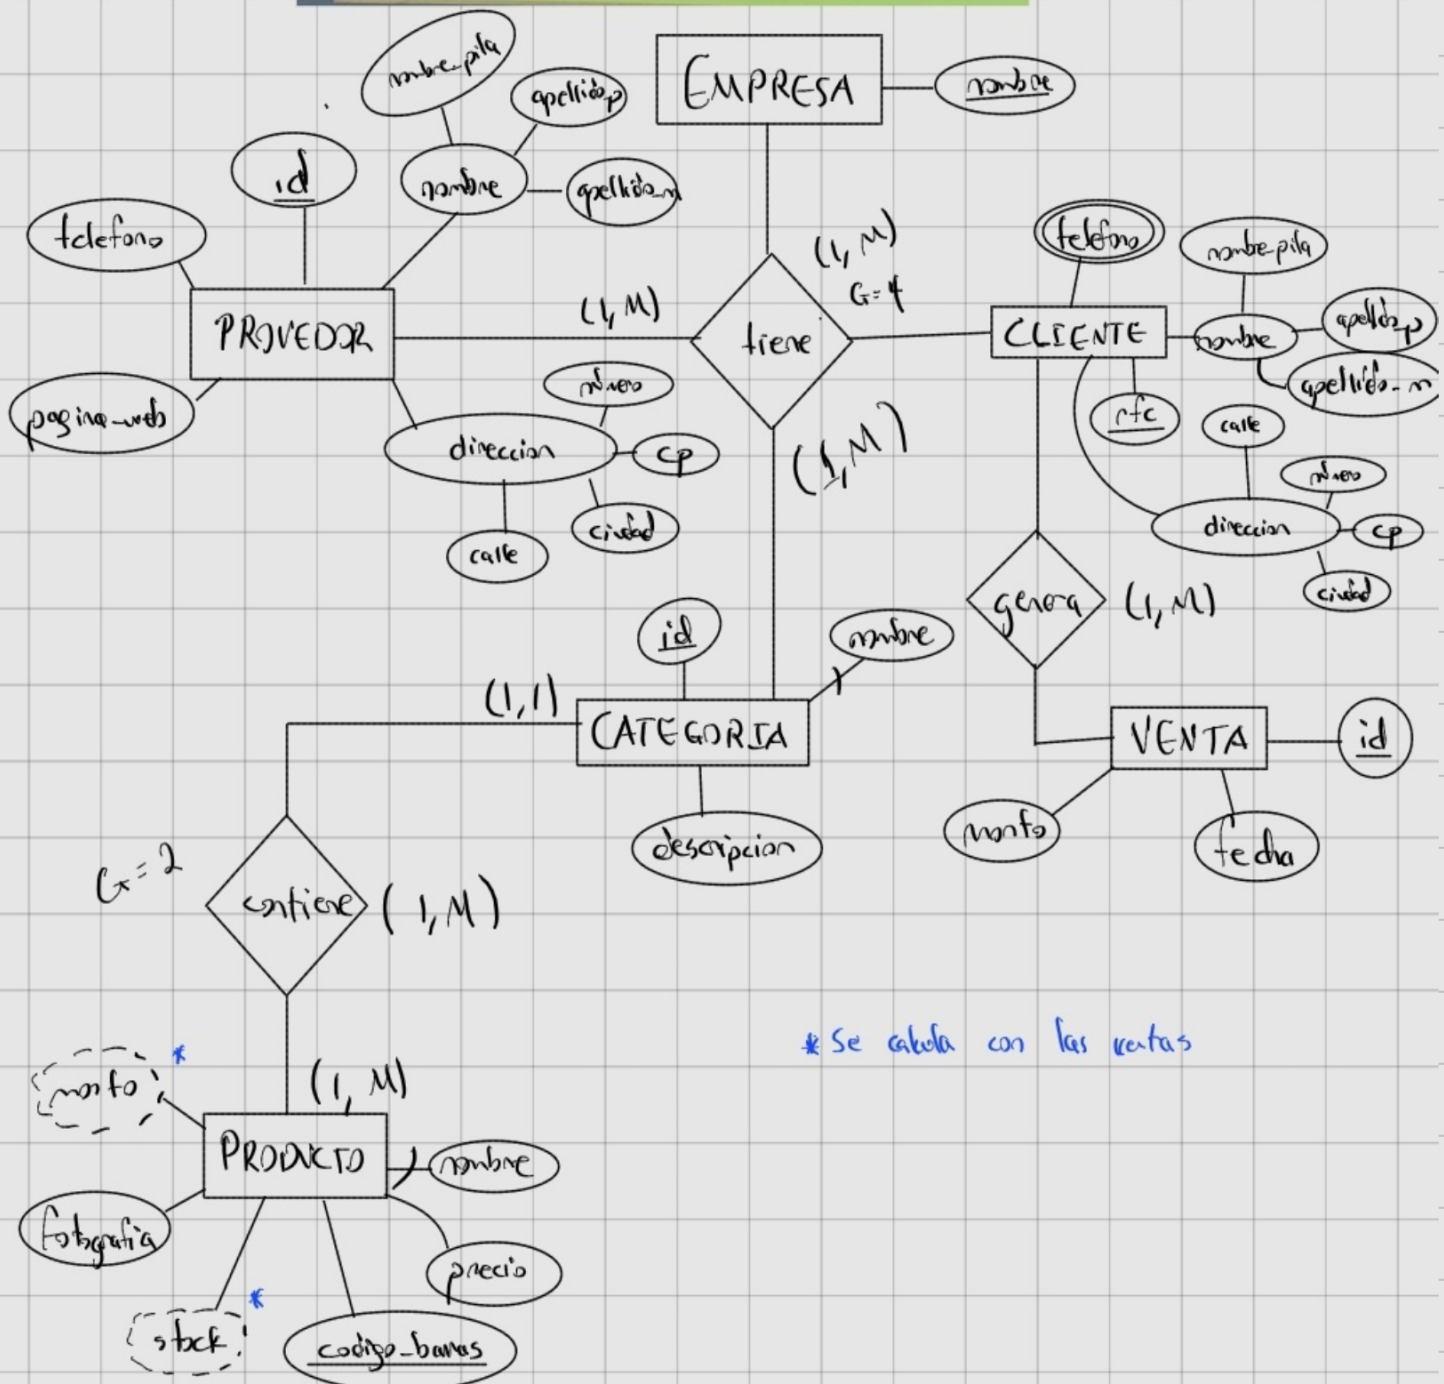 EMPRESA
nombre
nombre_pila
apellido_p
nombre
apellido_m
id
telefono
PROVEDOR
pagina_web
direccion
número
cp
ciudad
calle
(1, M)
tiene
(1, M)
G=4
(1, M)
CLIENTE
telefono
nombre_pila
nombre
apellido_p
apellido_m
rfc
direccion
calle
número
cp
ciudad
genera
(1, M)
VENTA
id
monto
fecha
CATEGORIA
id
nombre
descripcion
(1, 1)
G=2
contiene
(1, M)
(1, M)
PRODUCTO
monto
*
nombre
fotografia
precio
stock
*
codigo_barras
* Se calcula con las ventas